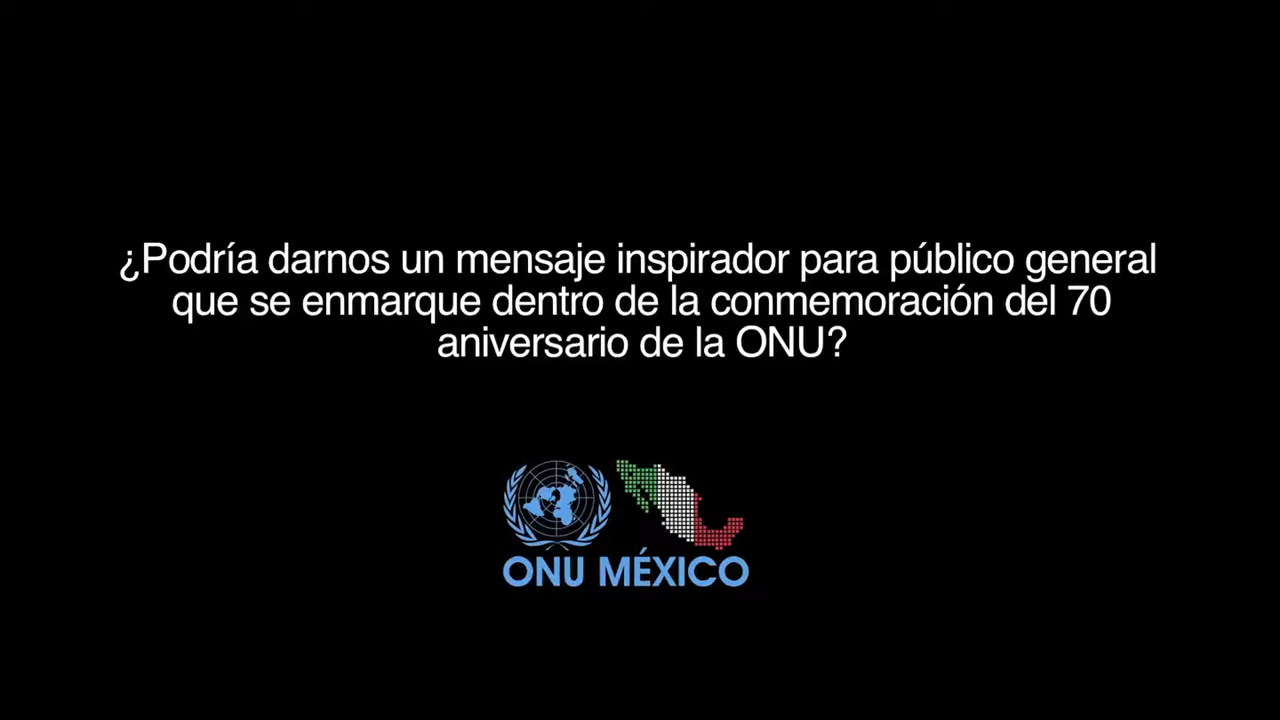 ¿Podría darnos un mensaje inspirador para público general
que se enmarque dentro de la conmemoración del 70
aniversario de la ONU?
ONU MÉXICO